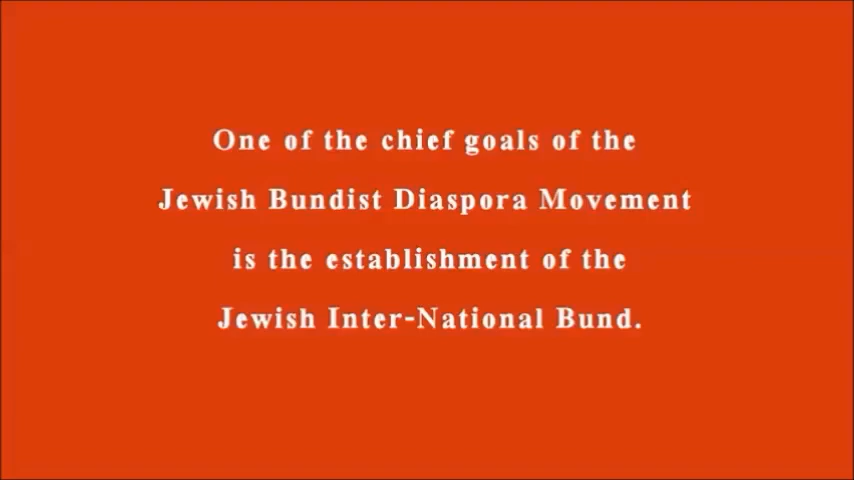 One of the chief goals of the
Jewish Bundist Diaspora Movement
is the establishment of the
Jewish Inter-National Bund.